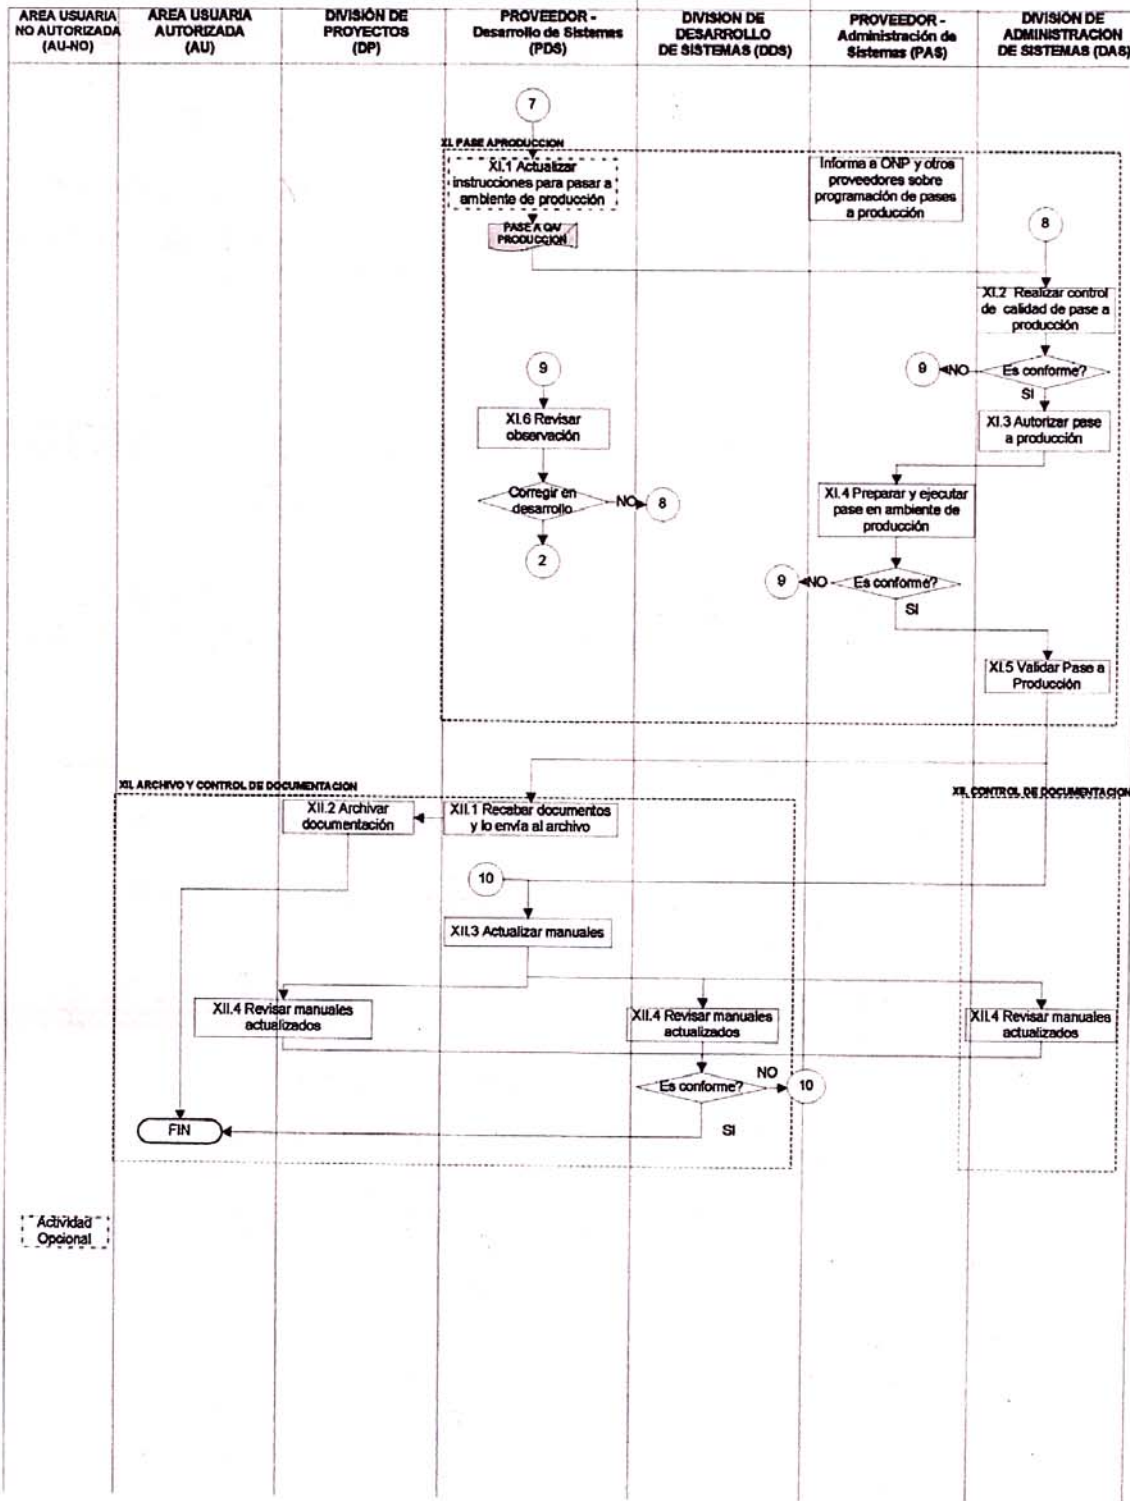 AREA USUARIA
NO AUTORIZADA
(AU-NO)
AREA USUARIA
AUTORIZADA
(AU)
DIVISIÓN DE
PROYECTOS
(DP)
PROVEEDOR -
Desarrollo de Sistemas
(PDS)
DIVISIÓN DE
DESARROLLO
DE SISTEMAS (DDS)
PROVEEDOR -
Administración de
Sistemas (PAS)
DIVISIÓN DE
ADMINISTRACION
DE SISTEMAS (DAS)
7
XI. PASE APRODUCCION
XI.1 Actualizar
instrucciones para pasar a
ambiente de producción
Informa a ONP y otros
proveedores sobre
programación de pases
a producción
PASE A QA/
PRODUCCION
8
XI.2 Realizar control
de calidad de pase a
producción
9
9
NO
Es conforme?
SI
XI.6 Revisar
observación
XI.3 Autorizar pase
a producción
Corregir en
desarrollo
NO
8
XI.4 Preparar y ejecutar
pase en ambiente de
producción
2
9
NO
Es conforme?
SI
XI.5 Validar Pase a
Producción
XII. ARCHIVO Y CONTROL DE DOCUMENTACION
XII. CONTROL DE DOCUMENTACION
XII.2 Archivar
documentación
XII.1 Recabar documentos
y lo envía al archivo
10
XII.3 Actualizar manuales
XII.4 Revisar manuales
actualizados
XII.4 Revisar manuales
actualizados
XII.4 Revisar manuales
actualizados
Es conforme?
NO
10
FIN
SI
Actividad
Opcional